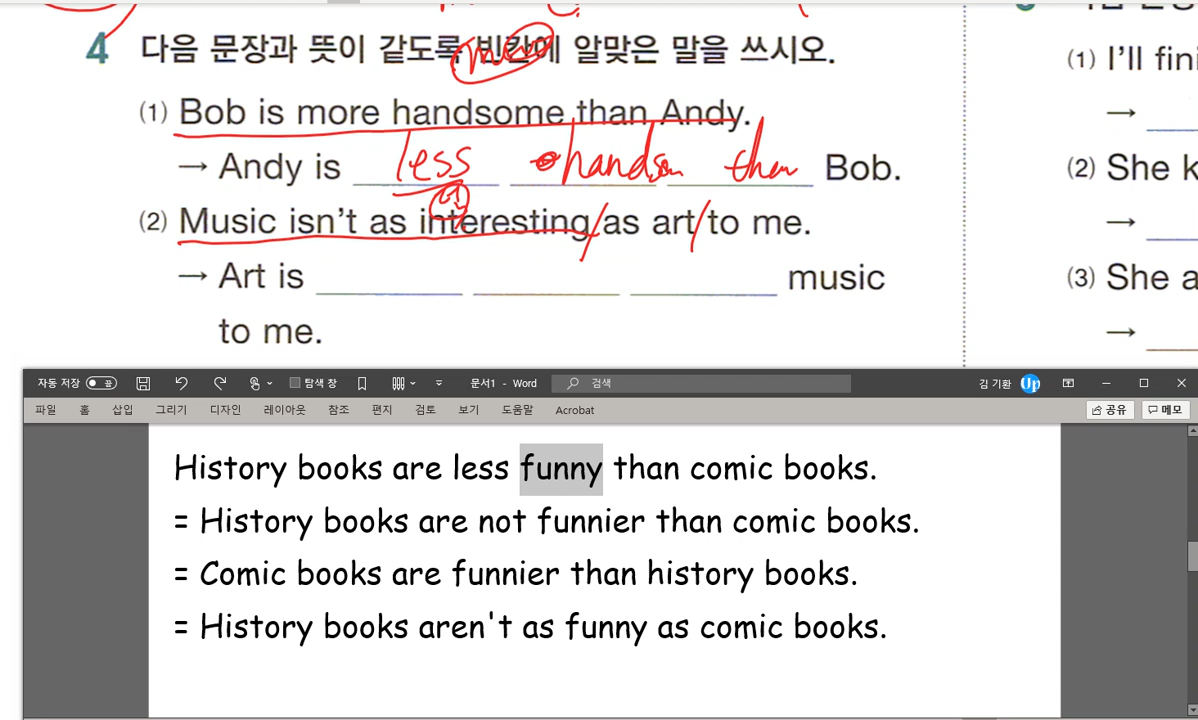 4 다음 문장과 뜻이 같도록 빈칸에 알맞은 말을 쓰시오.
(1) Bob is more handsome than Andy.
→ Andy is less than Bob.
(2) Music isn't as interesting as art to me.
→ Art is music
to me.
(1) I'll fini
→
(2) She k
→
(3) She a
→
자동 저장 끔 탐색 창 문서1 - Word 검색 김 기환 Up
파일 홈 삽입 그리기 디자인 레이아웃 참조 편지 검토 보기 도움말 Acrobat 공유 메모
History books are less funny than comic books.
= History books are not funnier than comic books.
= Comic books are funnier than history books.
= History books aren't as funny as comic books.